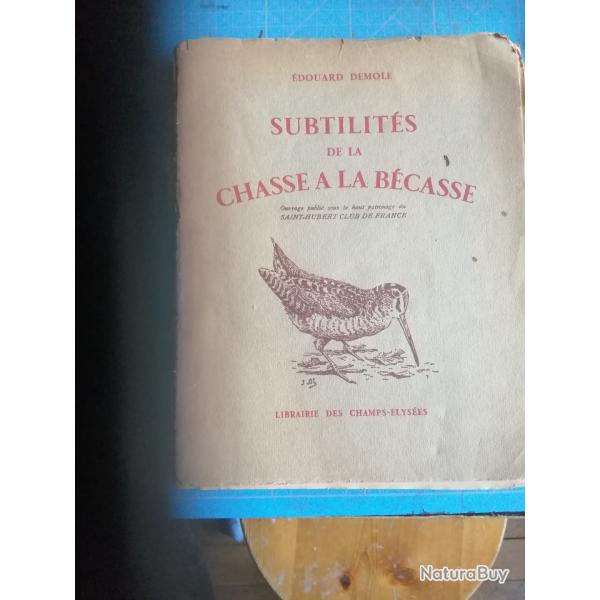 ÉDOUARD DEMOLE
SUBTILITÉS
DE LA
CHASSE A LA BÉCASSE
Ouvrage publié sous le haut patronage du
SAINT-HUBERT CLUB DE FRANCE
LIBRAIRIE DES CHAMPS-ELYSÉES
NaturaBuy